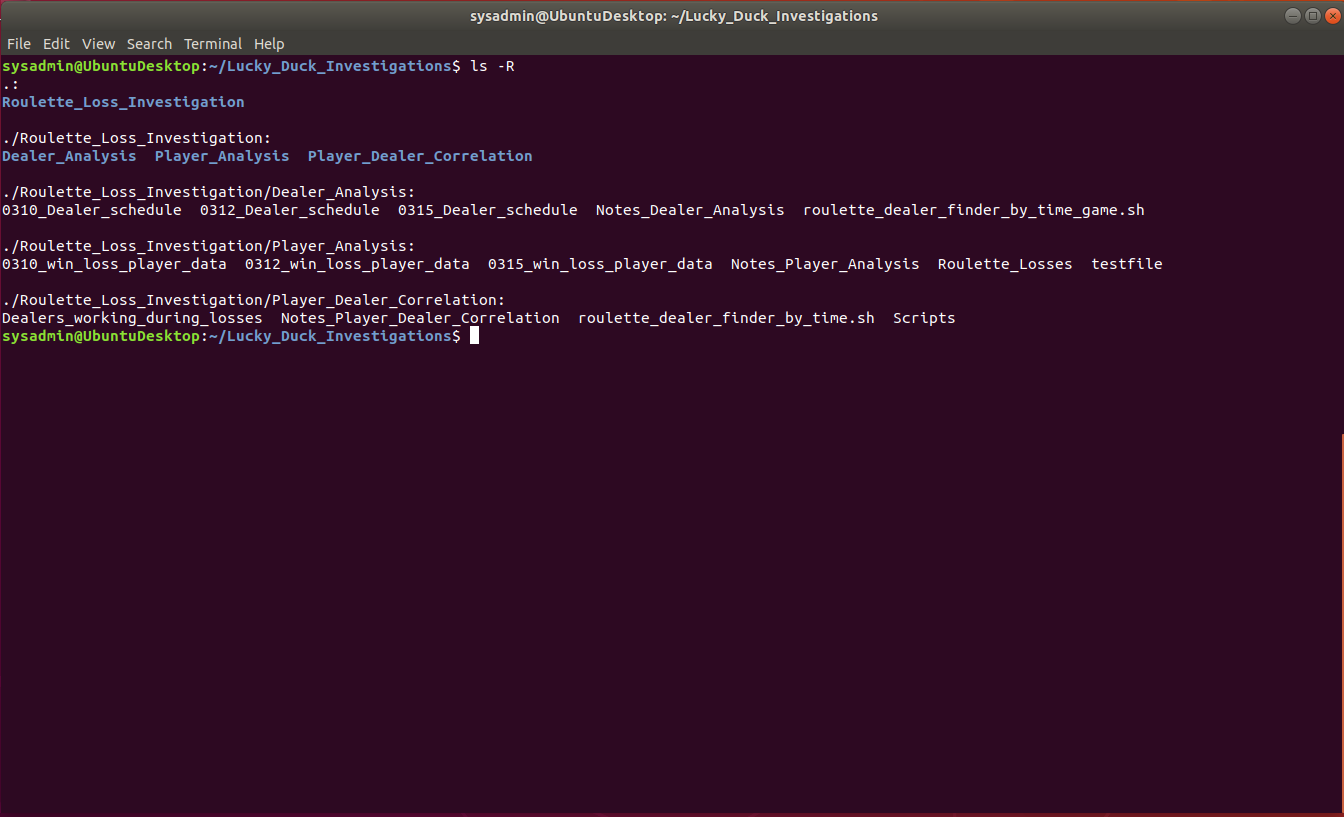 sysadmin@UbuntuDesktop: ~/Lucky_Duck_Investigations
File Edit View Search Terminal Help
sysadmin@UbuntuDesktop:~/Lucky_Duck_Investigations$ ls -R
.:
Roulette_Loss_Investigation
./Roulette_Loss_Investigation:
Dealer_Analysis  Player_Analysis  Player_Dealer_Correlation
./Roulette_Loss_Investigation/Dealer_Analysis:
0310_Dealer_schedule  0312_Dealer_schedule  0315_Dealer_schedule  Notes_Dealer_Analysis  roulette_dealer_finder_by_time_game.sh
./Roulette_Loss_Investigation/Player_Analysis:
0310_win_loss_player_data  0312_win_loss_player_data  0315_win_loss_player_data  Notes_Player_Analysis  Roulette_Losses  testfile
./Roulette_Loss_Investigation/Player_Dealer_Correlation:
Dealers_working_during_losses  Notes_Player_Dealer_Correlation  roulette_dealer_finder_by_time.sh  Scripts
sysadmin@UbuntuDesktop:~/Lucky_Duck_Investigations$